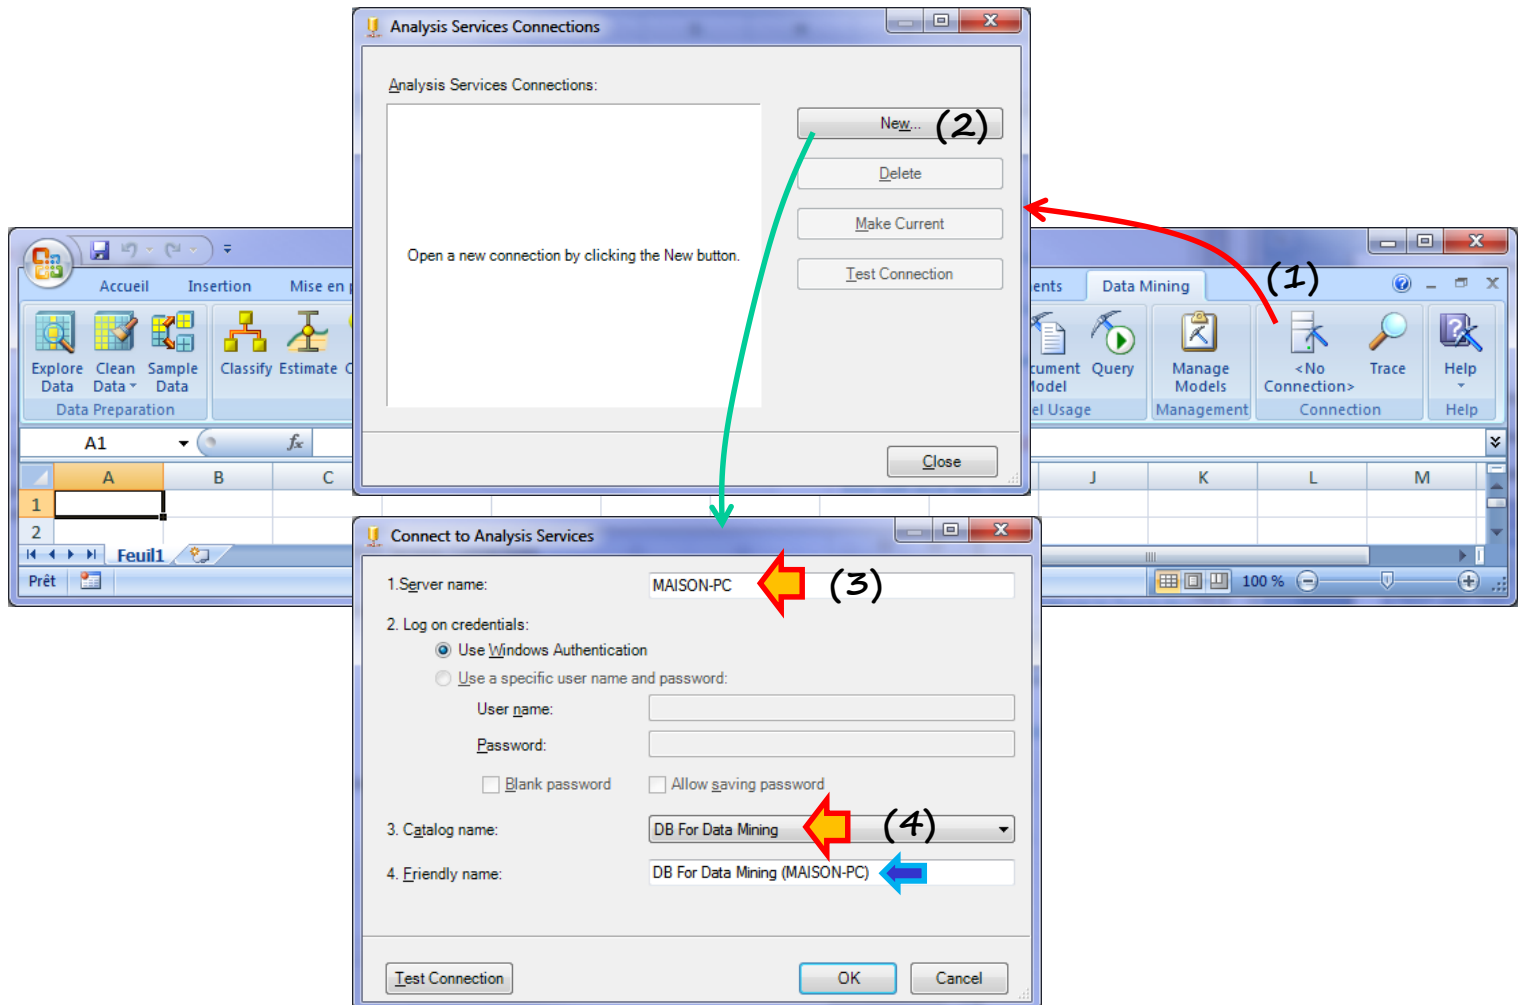 Analysis Services Connections
Analysis Services Connections:
New... (2)
Delete
Make Current
Open a new connection by clicking the New button.
Test Connection
Close
(1)
Accueil Insertion Mise en
ents Data Mining
Explore Data
Clean Data
Sample Data
Classify Estimate
Model Query
Manage Models
<No Connection>
Trace
Help
Data Preparation
el Usage
Management
Connection
Help
A1
fx
A B C J K L M
1
2
Feuil1
Prêt
100 %
Connect to Analysis Services
1.Server name: MAISON-PC (3)
2. Log on credentials:
Use Windows Authentication
Use a specific user name and password:
User name:
Password:
Blank password Allow saving password
3. Catalog name: DB For Data Mining (4)
4. Friendly name: DB For Data Mining (MAISON-PC)
Test Connection OK Cancel